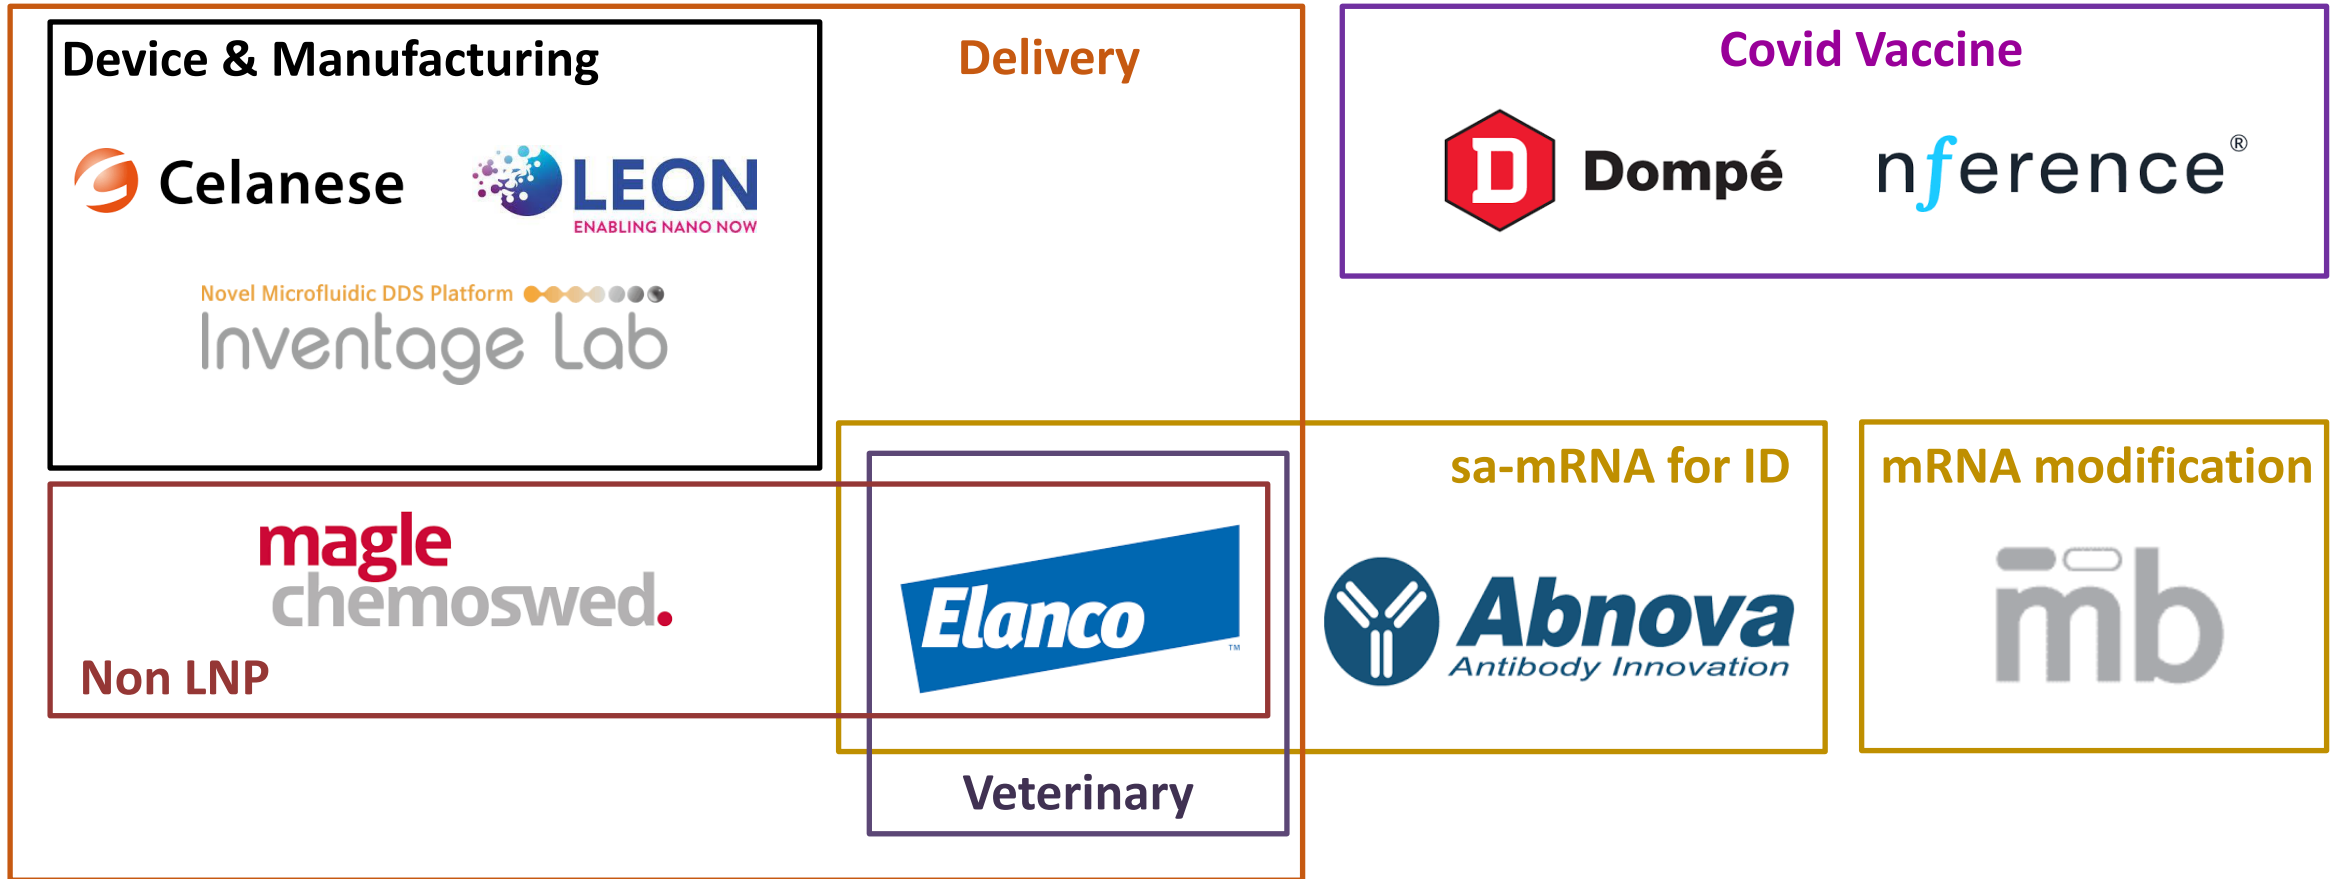 Device & Manufacturing
Delivery
Covid Vaccine
Celanese
LEON
ENABLING NANO NOW
D
Dompé
nference®
Novel Microfluidic DDS Platform
Inventage Lab
sa-mRNA for ID
mRNA modification
magle
chemoswed.
Elanco
™
Abnova
Antibody Innovation
mb
Non LNP
Veterinary